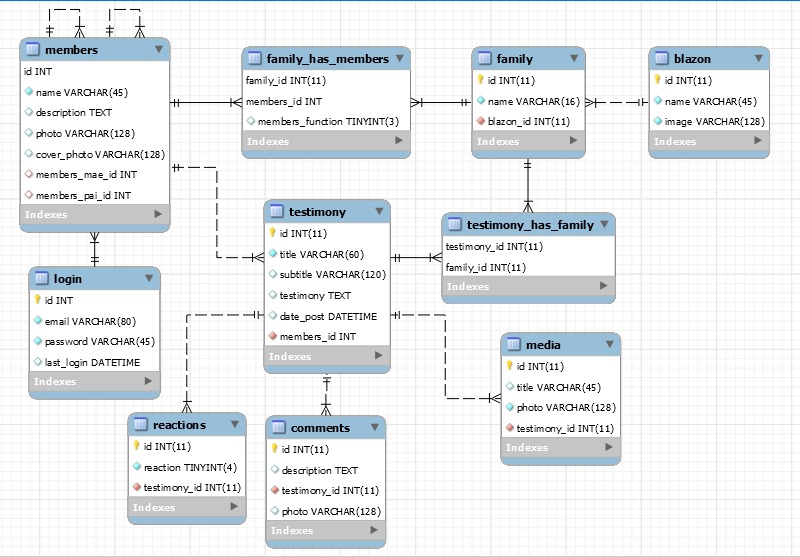 members
id INT
name VARCHAR(45)
description TEXT
photo VARCHAR(128)
cover_photo VARCHAR(128)
members_mae_id INT
members_pai_id INT
Indexes
family_has_members
family_id INT(11)
members_id INT
members_function TINYINT(3)
Indexes
family
id INT(11)
name VARCHAR(16)
blazon_id INT(11)
Indexes
blazon
id INT(11)
name VARCHAR(45)
image VARCHAR(128)
Indexes
testimony
id INT(11)
title VARCHAR(60)
subtitle VARCHAR(120)
testimony TEXT
date_post DATETIME
members_id INT
Indexes
testimony_has_family
testimony_id INT(11)
family_id INT(11)
Indexes
login
id INT
email VARCHAR(80)
password VARCHAR(45)
last_login DATETIME
Indexes
media
id INT(11)
title VARCHAR(45)
photo VARCHAR(128)
testimony_id INT(11)
Indexes
reactions
id INT(11)
reaction TINYINT(4)
testimony_id INT(11)
Indexes
comments
id INT(11)
description TEXT
testimony_id INT(11)
photo VARCHAR(128)
Indexes